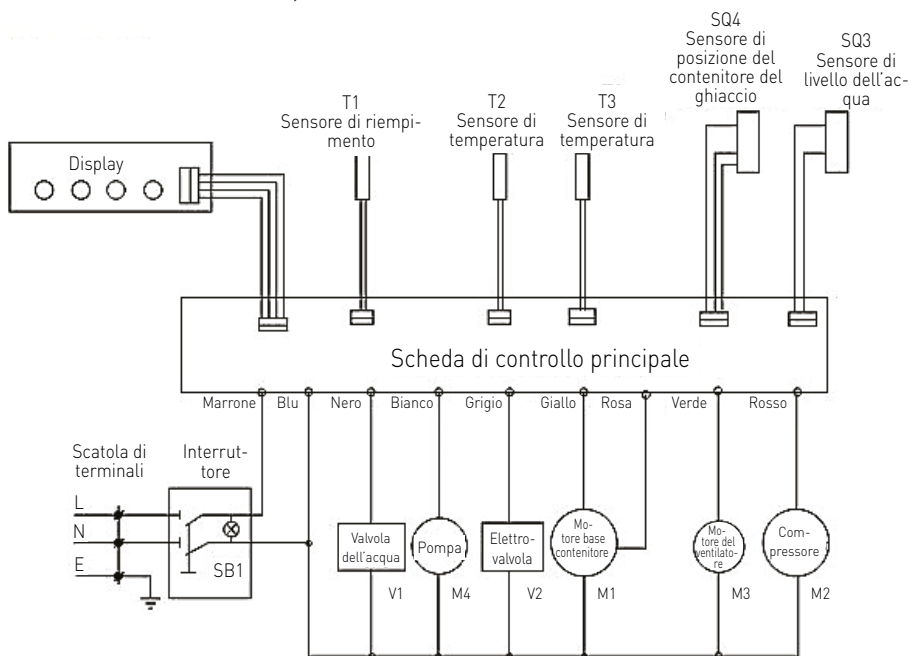 SQ4
Sensore di
posizione del
contenitore del
ghiaccio
SQ3
Sensore di
livello dell'ac-
qua
T1
Sensore di riempi-
mento
T2
Sensore di
temperatura
T3
Sensore di
temperatura
Display
Scheda di controllo principale
Marrone
Blu
Nero
Bianco
Grigio
Giallo
Rosa
Verde
Rosso
Scatola di
terminali
Interrut-
tore
L
N
E
SB1
Valvola
dell'acqua
V1
Pompa
M4
Elettro-
valvola
V2
Mo-
tore base
contenitore
M1
Mo-
tore del
ventilato-
re
M3
Com-
pressore
M2